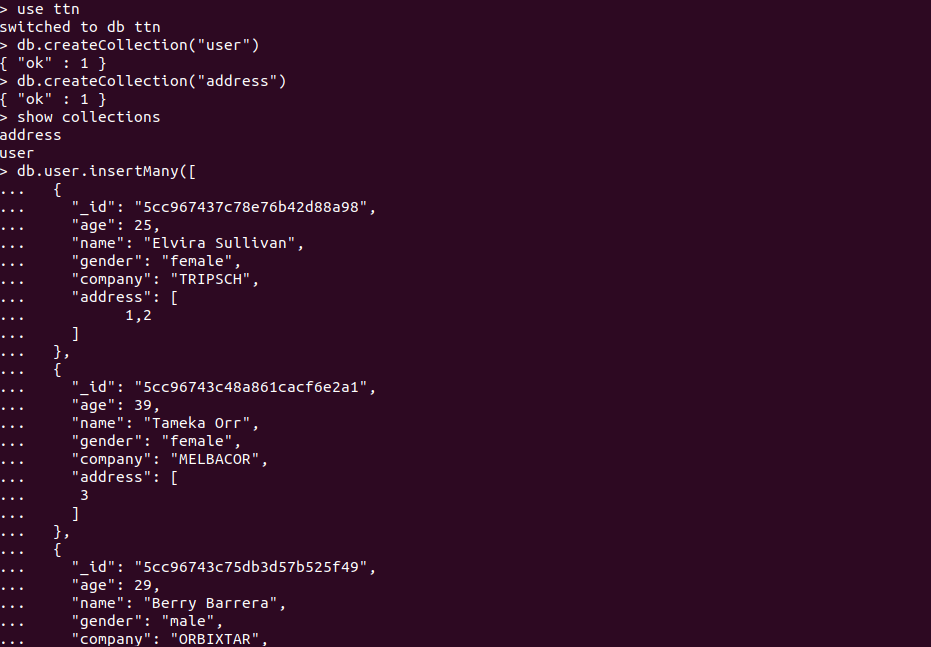 > use ttn
switched to db ttn
> db.createCollection("user")
{ "ok" : 1 }
> db.createCollection("address")
{ "ok" : 1 }
> show collections
address
user
> db.user.insertMany([
...   {
...     "_id": "5cc967437c78e76b42d88a98",
...     "age": 25,
...     "name": "Elvira Sullivan",
...     "gender": "female",
...     "company": "TRIPSCH",
...     "address": [
...           1,2
...     ]
...   },
...   {
...     "_id": "5cc96743c48a861cacf6e2a1",
...     "age": 39,
...     "name": "Tameka Orr",
...     "gender": "female",
...     "company": "MELBACOR",
...     "address": [
...      3
...     ]
...   },
...   {
...     "_id": "5cc96743c75db3d57b525f49",
...     "age": 29,
...     "name": "Berry Barrera",
...     "gender": "male",
...     "company": "ORBIXTAR",